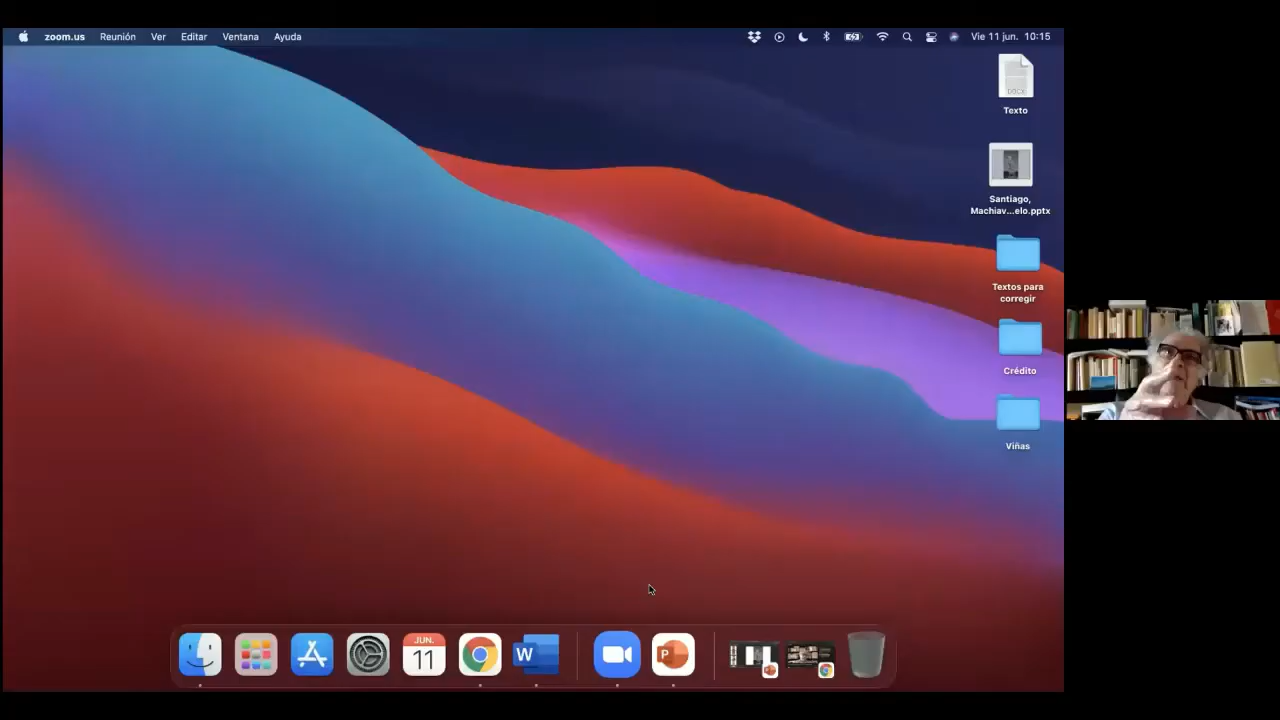 zoom.us Reunión Ver Editar Ventana Ayuda Vie 11 jun. 10:15
Texto
DOCX
Santiago,
Machiav...elo.pptx
Textos para
corregir
Crédito
Viñas
JUN.
11
W
P